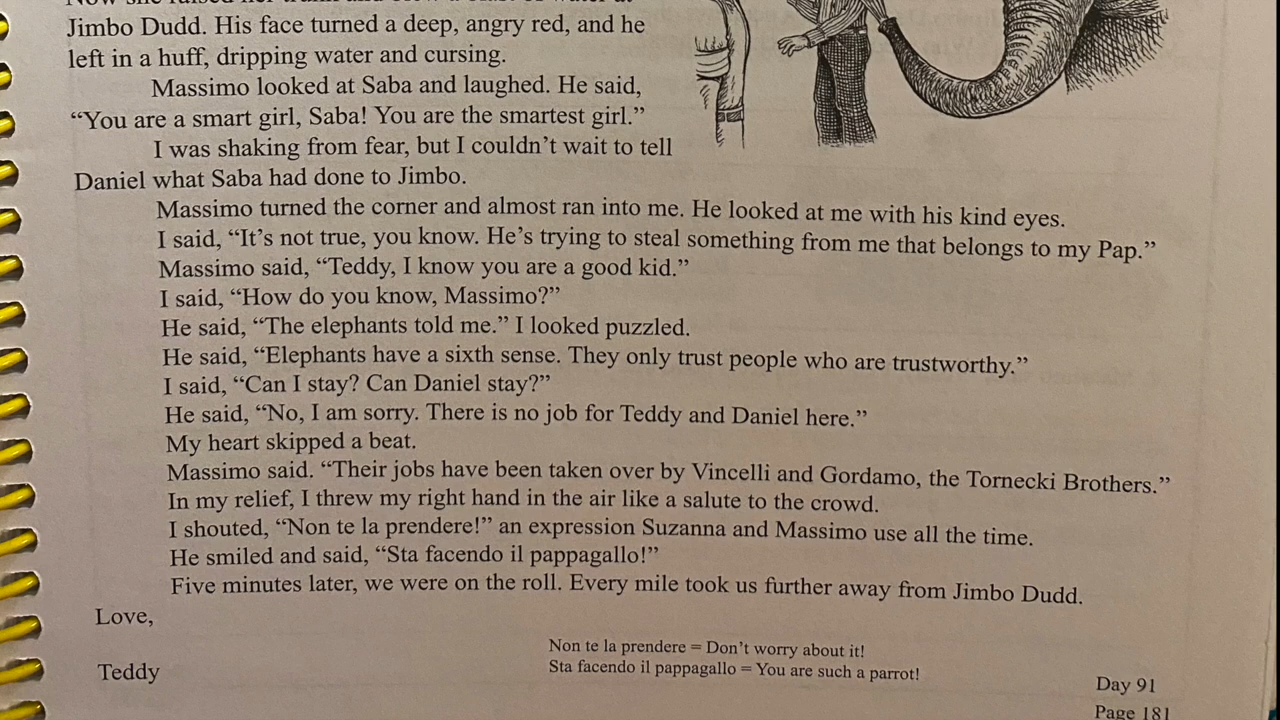 Jimbo Dudd. His face turned a deep, angry red, and he
left in a huff, dripping water and cursing.
Massimo looked at Saba and laughed. He said,
“You are a smart girl, Saba! You are the smartest girl.”
I was shaking from fear, but I couldn’t wait to tell
Daniel what Saba had done to Jimbo.
Massimo turned the corner and almost ran into me. He looked at me with his kind eyes.
I said, “It’s not true, you know. He’s trying to steal something from me that belongs to my Pap.”
Massimo said, “Teddy, I know you are a good kid.”
I said, “How do you know, Massimo?”
He said, “The elephants told me.” I looked puzzled.
He said, “Elephants have a sixth sense. They only trust people who are trustworthy.”
I said, “Can I stay? Can Daniel stay?”
He said, “No, I am sorry. There is no job for Teddy and Daniel here.”
My heart skipped a beat.
Massimo said. “Their jobs have been taken over by Vincelli and Gordamo, the Tornecki Brothers.”
In my relief, I threw my right hand in the air like a salute to the crowd.
I shouted, “Non te la prendere!” an expression Suzanna and Massimo use all the time.
He smiled and said, “Sta facendo il pappagallo!”
Five minutes later, we were on the roll. Every mile took us further away from Jimbo Dudd.
Love,
Teddy
Non te la prendere = Don’t worry about it!
Sta facendo il pappagallo = You are such a parrot!
Day 91
Page 181